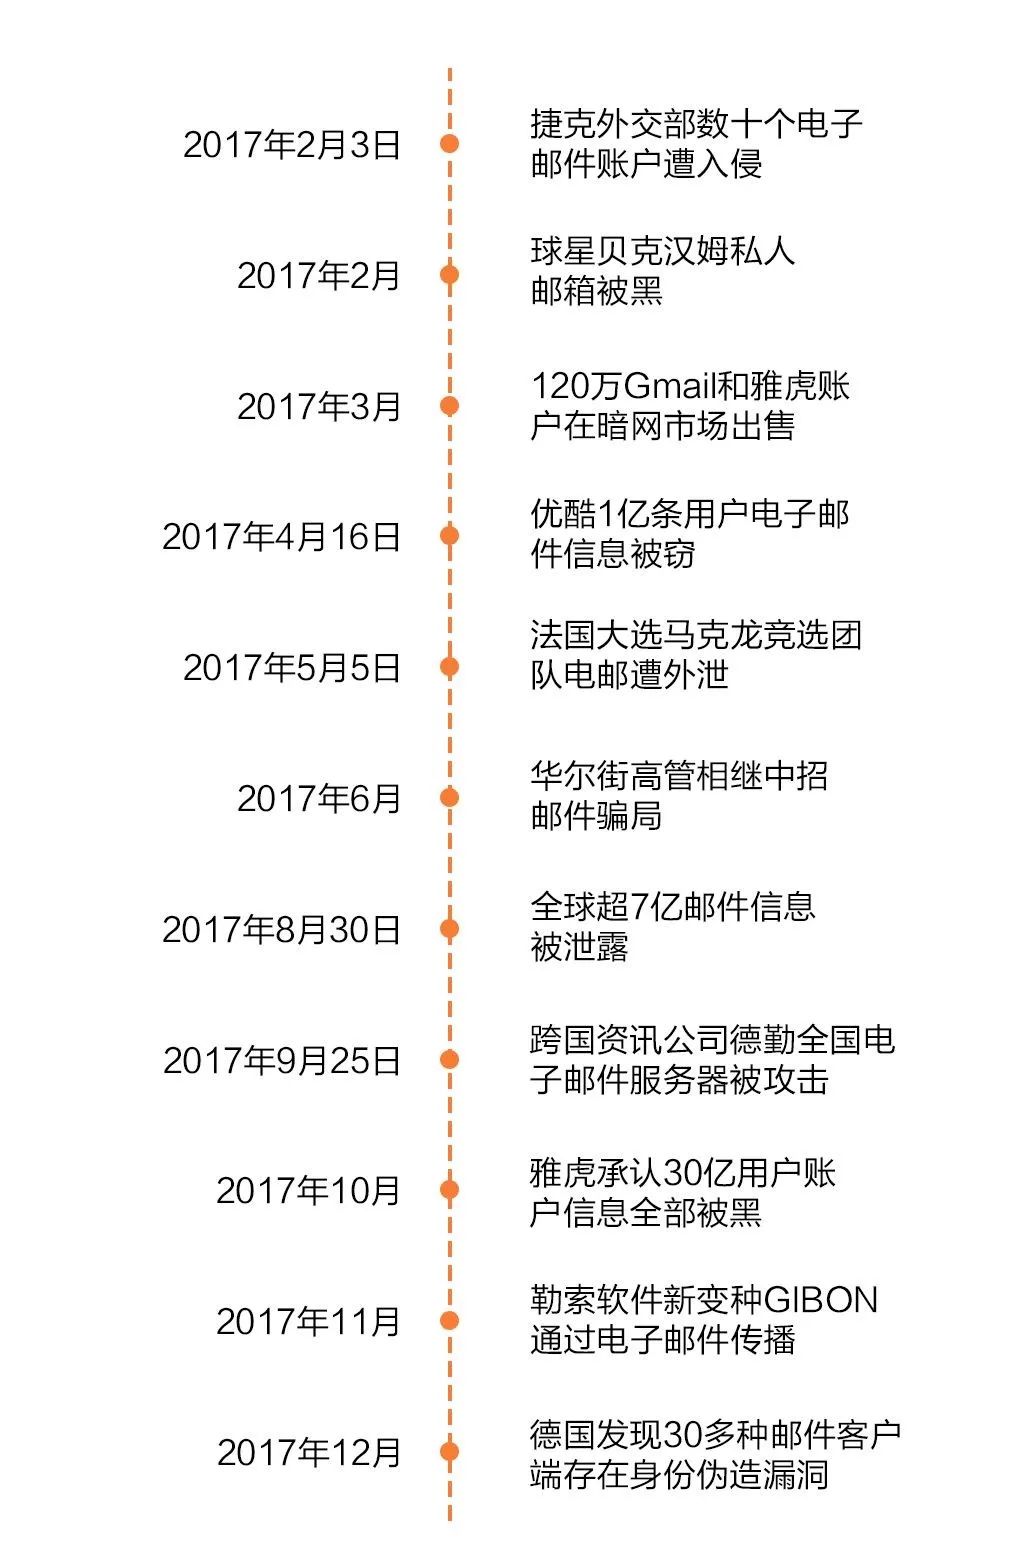 2017年2月3日
捷克外交部数十个电子
邮件账户遭入侵
2017年2月
球星贝克汉姆私人
邮箱被黑
2017年3月
120万Gmail和雅虎账
户在暗网市场出售
2017年4月16日
优酷1亿条用户电子邮
件信息被窃
2017年5月5日
法国大选马克龙竞选团
队电邮遭外泄
2017年6月
华尔街高管相继中招
邮件骗局
2017年8月30日
全球超7亿邮件信息
被泄露
2017年9月25日
跨国资讯公司德勤全国电
子邮件服务器被攻击
2017年10月
雅虎承认30亿用户账
户信息全部被黑
2017年11月
勒索软件新变种GIBON
通过电子邮件传播
2017年12月
德国发现30多种邮件客户
端存在身份伪造漏洞